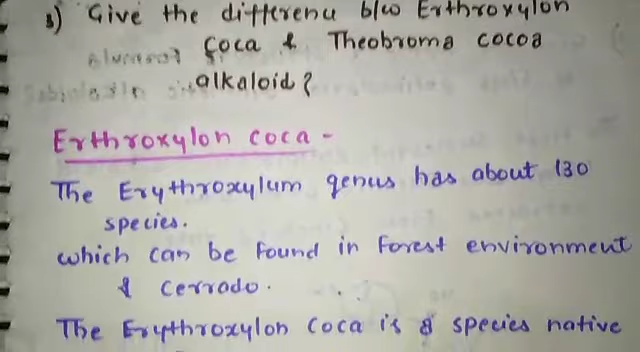 3) Give the difference b/w Erthroxylon
coca & Theobroma cocoa
alkaloid?
Erthroxylon coca -
The Erythroxylum genus has about 130
species.
which can be found in Forest environment
& cerrado.
The Erythroxylon coca is a species native